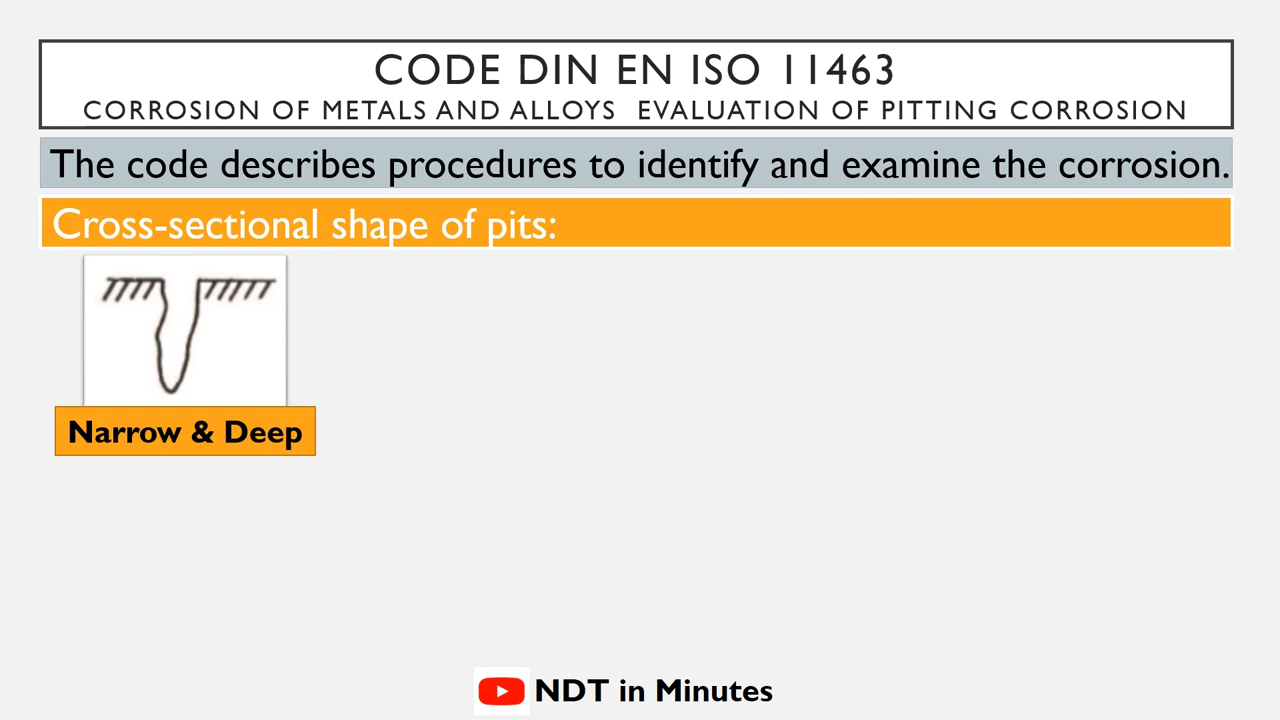 CODE DIN EN ISO 11463
CORROSION OF METALS AND ALLOYS EVALUATION OF PITTING CORROSION
The code describes procedures to identify and examine the corrosion.
Cross-sectional shape of pits:
Narrow & Deep
NDT in Minutes